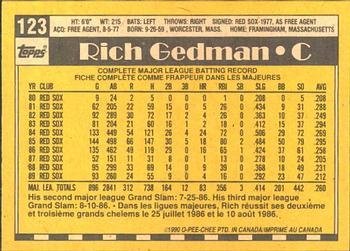 123
Topps
HT: 6'0" WT: 215 BATS: LEFT THROWS: RIGHT SIGNED: RED SOX-1977, AS FREE AGENT
ACQ: FREE AGENT, 8-5-77 BORN: 9-26-59, WORCESTER, MASS. HOME: FRAMINGHAM, MASSACHUSETTS
Rich Gedman • C
COMPLETE MAJOR LEAGUE BATTING RECORD
FICHE COMPLETE COMME FRAPPEUR DANS LES MAJEURES
YR CLUB G AB R H 2B 3B HR RBI SB SLG BB SO AVG
80 RED SOX 9 24 2 5 0 0 0 1 0 .208 0 5 .208
81 RED SOX 62 205 22 59 15 0 5 26 0 .434 9 31 .288
82 RED SOX 92 289 30 72 17 2 4 26 0 .363 10 37 .249
83 RED SOX 81 204 21 60 16 1 2 18 0 .412 15 37 .294
84 RED SOX 133 449 54 121 26 4 24 72 0 .506 29 72 .269
85 RED SOX 144 498 66 147 30 5 18 80 2 .484 50 79 .295
86 RED SOX 135 462 49 119 29 0 16 65 1 .424 37 61 .258
87 RED SOX 52 151 11 31 8 0 1 13 0 .278 10 24 .205
88 RED SOX 95 299 33 69 14 0 9 39 0 .368 18 49 .231
89 RED SOX 93 260 24 55 9 0 4 16 0 .292 23 47 .212
MAJ. LEA. TOTALS 896 2841 312 738 164 12 83 356 3 .414 201 442 .260
His second major league Grand Slam: 7-25-86. His third major league
Grand Slam: 8-10-86. • Dans les ligues majeures, Rich réussit ses deuxième
et troisième grands chelems le 25 juillet 1986 et le 10 août 1986.
©1990 O-PEE-CHEE PTD. IN CANADA/IMPRIMÉ AU CANADA